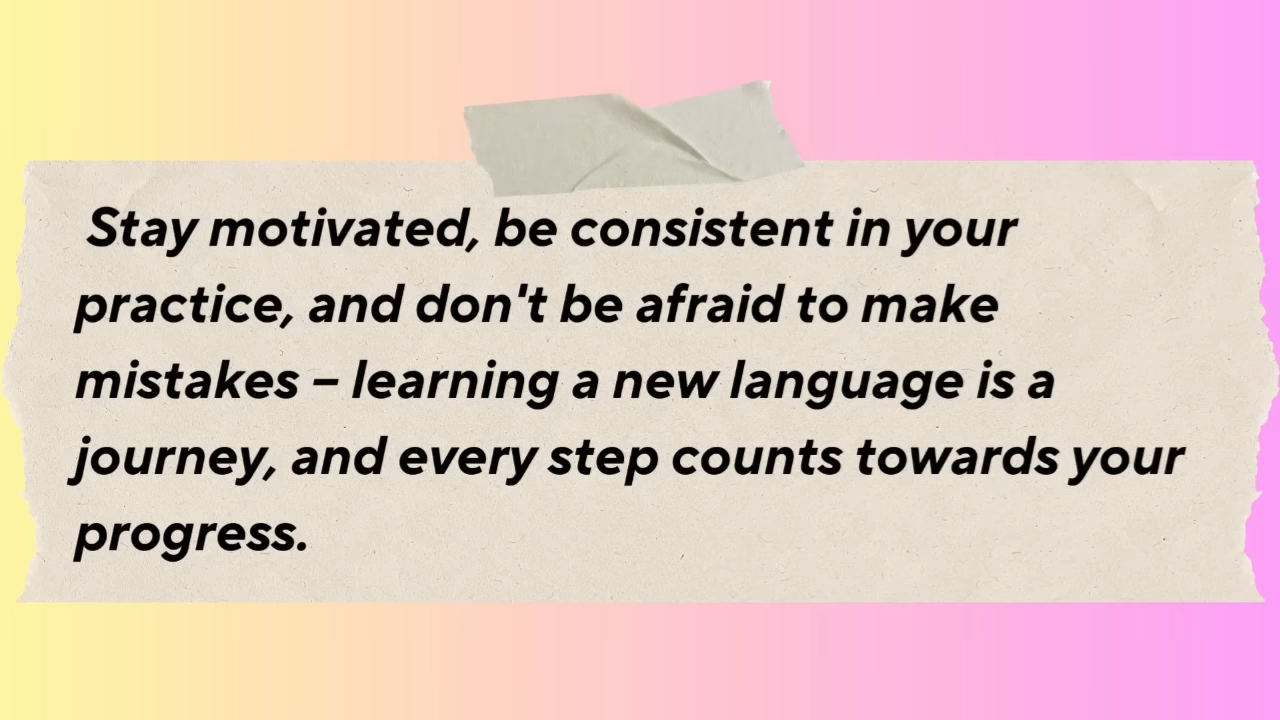 Stay motivated, be consistent in your
practice, and don't be afraid to make
mistakes – learning a new language is a
journey, and every step counts towards your
progress.